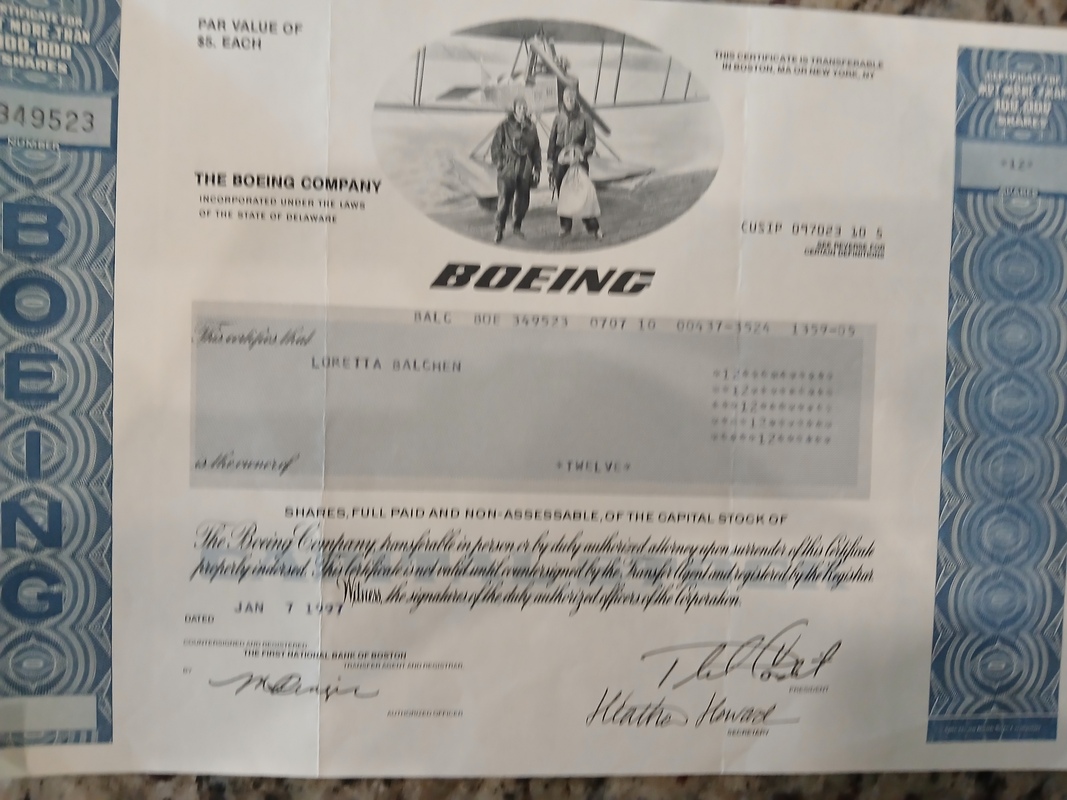 CERTIFICATE FOR
NOT MORE THAN
100,000
SHARES
349523
NUMBER
BOEING
PAR VALUE OF
$5. EACH
THIS CERTIFICATE IS TRANSFERABLE
IN BOSTON, MA OR NEW YORK, NY
CERTIFICATE FOR
NOT MORE THAN
100,000
SHARES
*12*
SHARES
THE BOEING COMPANY
INCORPORATED UNDER THE LAWS
OF THE STATE OF DELAWARE
CUSIP 097023 10 5
SEE REVERSE FOR
CERTAIN DEFINITIONS
BOEING
BALC BOE 349523 0707 10 00437-3524 1359-05
This certifies that
LORETTA BALCHEN
*12********
**12*******
***12******
****12*****
*****12****
is the owner of
*TWELVE*
SHARES, FULL PAID AND NON-ASSESSABLE, OF THE CAPITAL STOCK OF
The Boeing Company, transferable in person or by duly authorized attorney upon surrender of this Certificate
properly indorsed. This Certificate is not valid until countersigned by the Transfer Agent and registered by the Registrar.
Witness, the signatures of the duly authorized officers of the Corporation.
JAN 7 1997
DATED
COUNTERSIGNED AND REGISTERED
THE FIRST NATIONAL BANK OF BOSTON
TRANSFER AGENT AND REGISTRAR,
BY
AUTHORIZED OFFICER
PRESIDENT
Heather Howard
SECRETARY